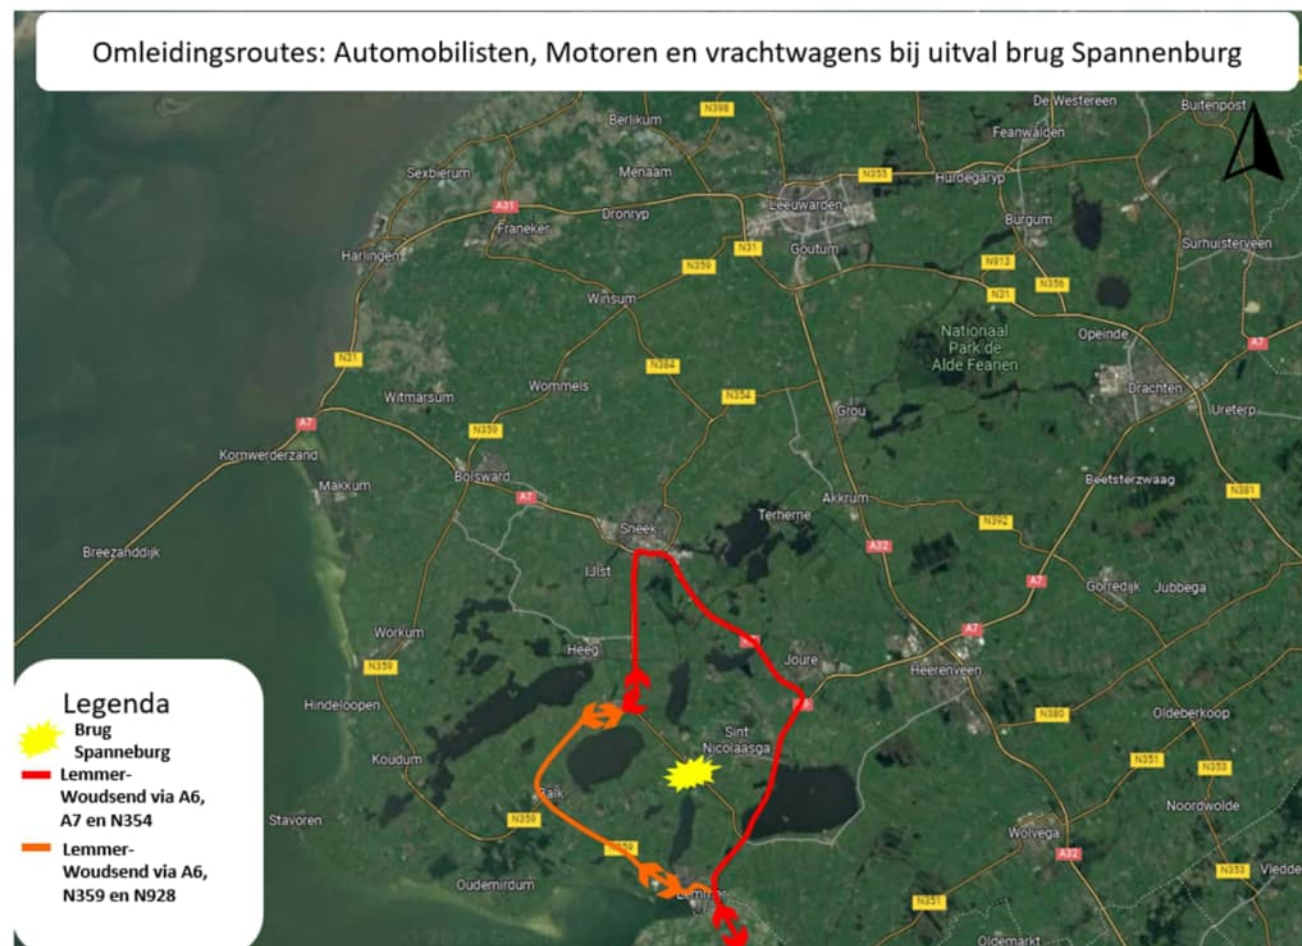 Omleidingsroutes: Automobilisten, Motoren en vrachtwagens bij uitval brug Spannenburg
De Westereen
Buitenpost
N398
Berlikum
Feanwâlden
Sexbierum
Menaam
N355
Hurdegaryp
A31
Leeuwarden
Dronryp
Franeker
Burgum
Harlingen
Goutum
N31
Surhuisterveen
N359
N913
N356
N31
Winsum
Nationaal
Park de
Alde Feanen
Opeinde
A7
N31
N384
Wommels
Drachten
Witmarsum
N354
Grou
Ureterp
A7
N359
Kornwerderzand
Bolsward
Makkum
Beetsterzwaag
N381
A7
Akkrum
Terherne
Sneek
N392
A32
Breezanddijk
IJlst
A7
Gorredijk
Jubbega
Workum
A7
Heeg
Joure
N359
Heerenveen
Hindeloopen
N380
Oldeberkoop
Sint
Nicolaasga
Koudum
N351
N353
Balk
Noordwolde
Stavoren
N359
Wolvega
A32
N359
N353
Vledde
Oudemirdum
Lemmer
N351
Oldemarkt
Legenda
Brug
Spanneburg
Lemmer-
Woudsend via A6,
A7 en N354
Lemmer-
Woudsend via A6,
N359 en N928